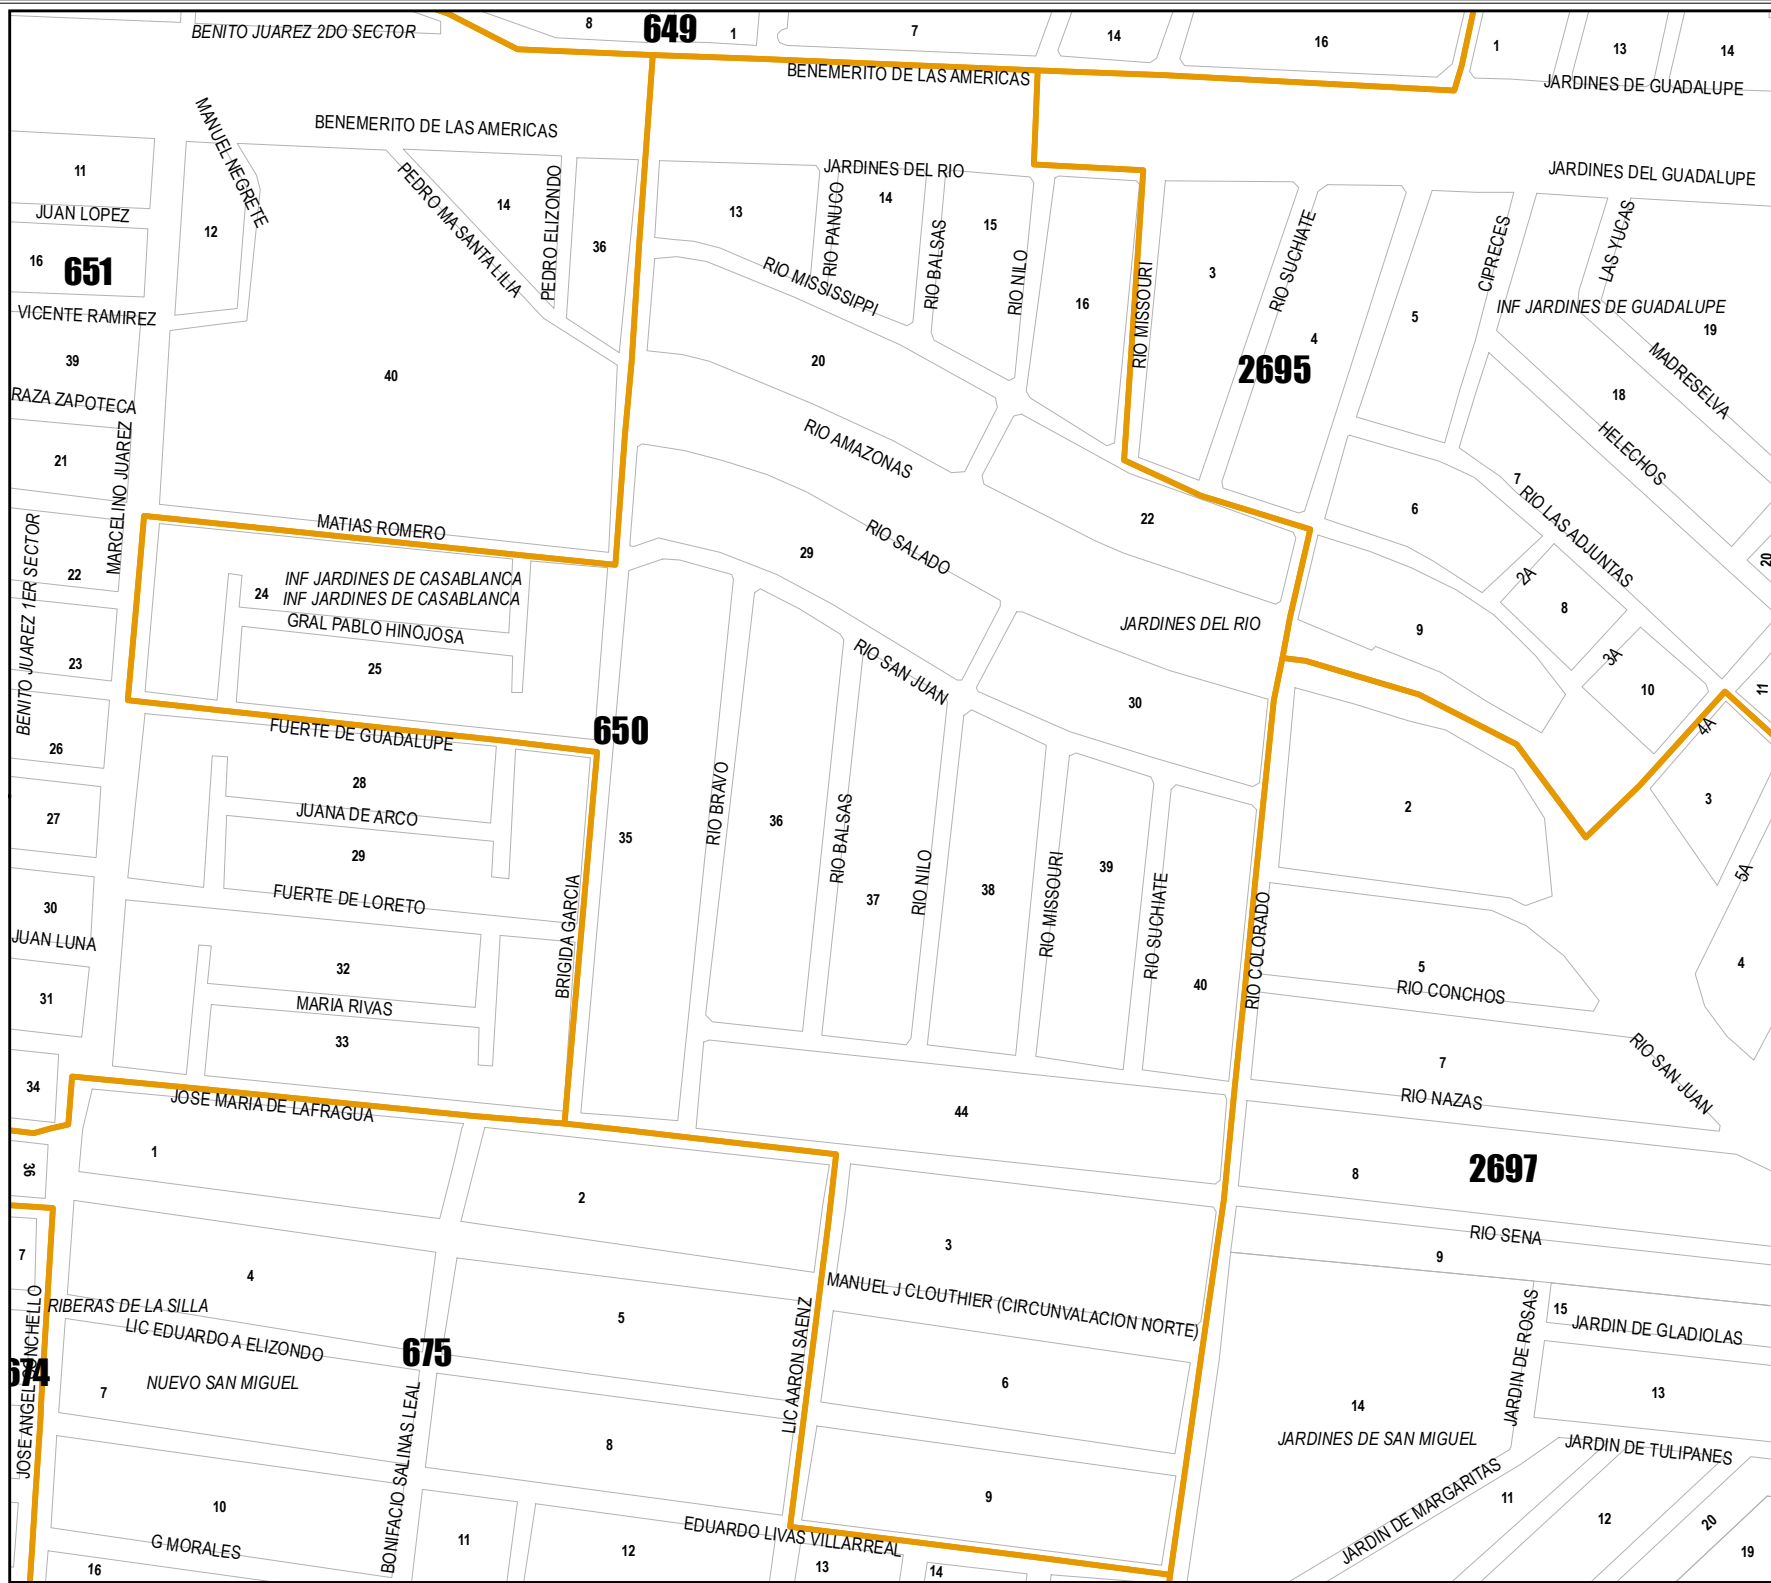 8
649
1
7
14
16
1
13
14
BENITO JUAREZ 2DO SECTOR
BENEMERITO DE LAS AMERICAS
JARDINES DE GUADALUPE
MANUEL NEGRETE
BENEMERITO DE LAS AMERICAS
11
JUAN LOPEZ
12
16
651
VICENTE RAMIREZ
39
RAZA ZAPOTECA
21
MARCELINO JUAREZ
BENITO JUAREZ 1ER SECTOR
22
23
26
27
30
JUAN LUNA
31
34
36
PEDRO MA SANTA LILIA
14
PEDRO ELIZONDO
36
40
MATIAS ROMERO
24
INF JARDINES DE CASABLANCA
INF JARDINES DE CASABLANCA
GRAL PABLO HINOJOSA
25
FUERTE DE GUADALUPE
28
JUANA DE ARCO
29
FUERTE DE LORETO
32
MARIA RIVAS
33
BRIGIDA GARCIA
JOSE MARIA DE LAFRAGUA
JARDINES DEL RIO
13
RIO PANUCO
14
RIO BALSAS
15
RIO NILO
16
RIO MISSOURI
RIO MISSISSIPPI
20
RIO AMAZONAS
22
29
RIO SALADO
JARDINES DEL RIO
RIO SAN JUAN
30
650
35
RIO BRAVO
36
RIO BALSAS
37
RIO NILO
38
RIO MISSOURI
39
RIO SUCHIATE
40
RIO COLORADO
44
JARDINES DEL GUADALUPE
3
RIO SUCHIATE
4
2695
5
CIPRECES
LAS YUCAS
INF JARDINES DE GUADALUPE
19
MADRESELVA
18
HELECHOS
7
RIO LAS ADJUNTAS
6
20
2A
8
9
3A
10
11
4A
3
2
5A
4
5
RIO CONCHOS
7
RIO SAN JUAN
RIO NAZAS
8
2697
RIO SENA
9
1
2
3
7
4
RIBERAS DE LA SILLA
5
LIC EDUARDO A ELIZONDO
675
674
JOSE ANGEL CONCHELLO
7
NUEVO SAN MIGUEL
BONIFACIO SALINAS LEAL
8
10
G MORALES
16
11
12
13
14
EDUARDO LIVAS VILLARREAL
LIC AARON SAENZ
MANUEL J CLOUTHIER (CIRCUNVALACION NORTE)
6
9
JARDIN DE ROSAS
15
JARDIN DE GLADIOLAS
13
14
JARDINES DE SAN MIGUEL
JARDIN DE TULIPANES
JARDIN DE MARGARITAS
11
12
20
19